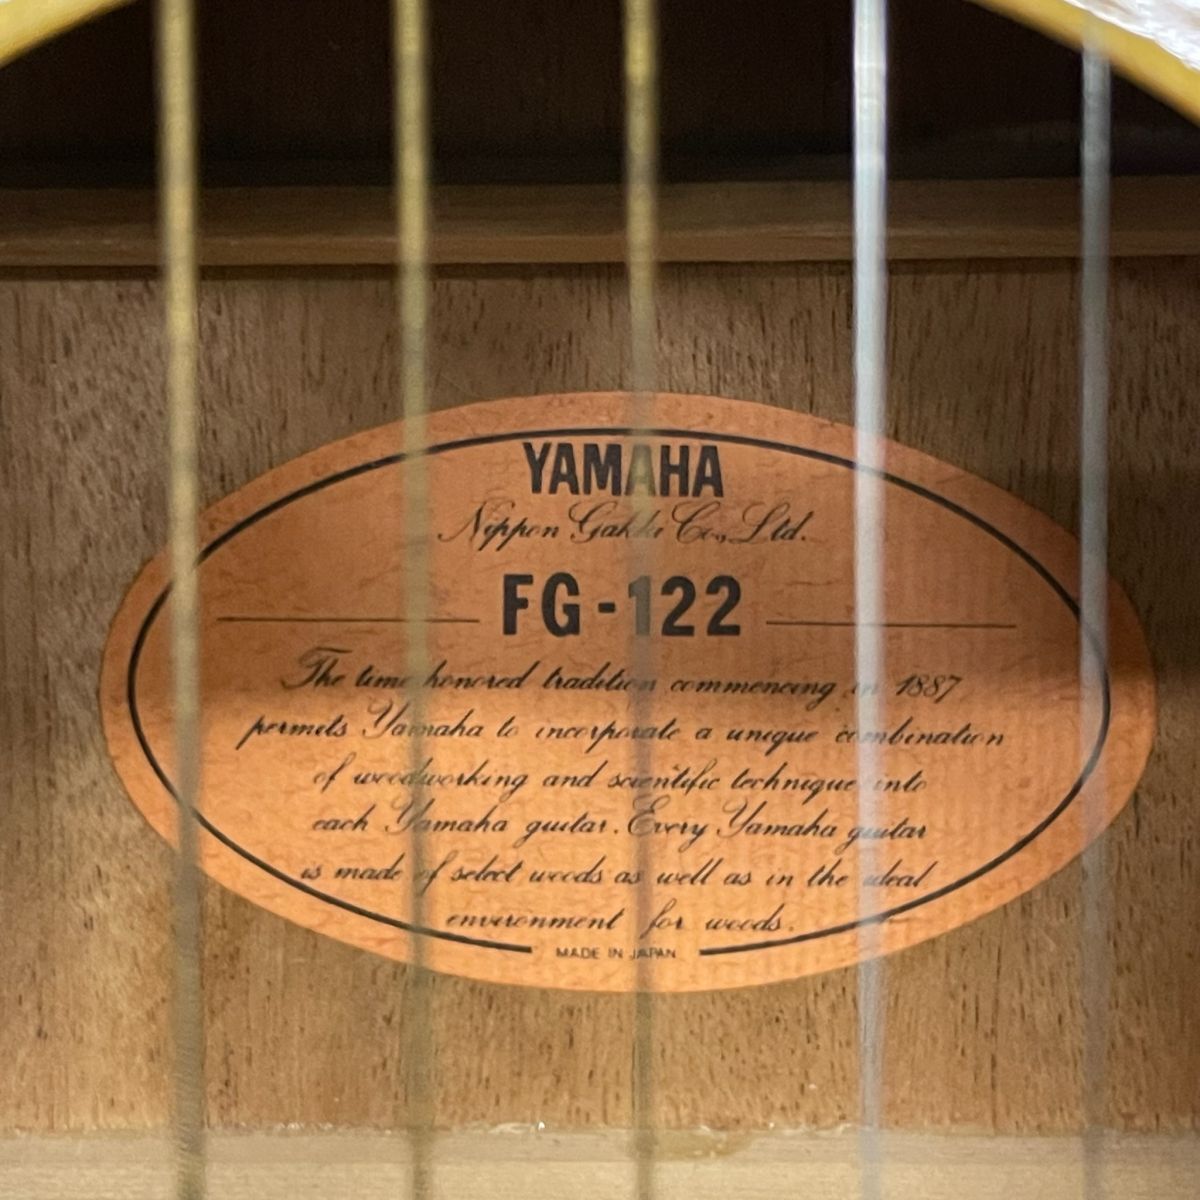 YAMAHA
Nippon Gakki Co., Ltd.
FG-122
The time honored tradition commencing in 1887
permits Yamaha to incorporate a unique combination
of woodworking and scientific technique into
each Yamaha guitar. Every Yamaha guitar
is made of select woods as well as in the ideal
environment for woods.
MADE IN JAPAN